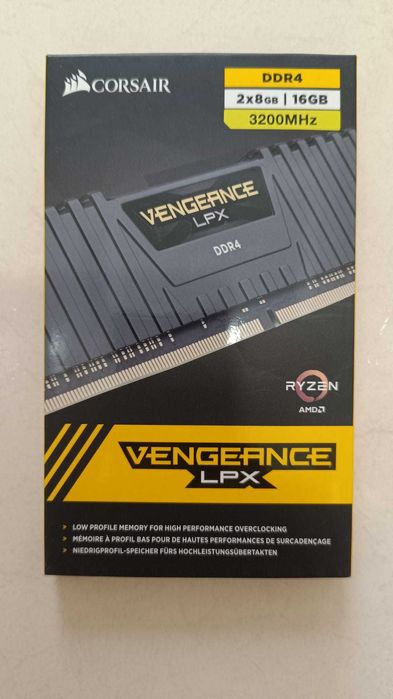 CORSAIR
DDR4
2x8GB | 16GB
3200MHz
VENGEANCE
LPX
DDR4
RYZEN
AMD
VENGEANCE
LPX
> LOW PROFILE MEMORY FOR HIGH PERFORMANCE OVERCLOCKING
> MÉMOIRE À PROFIL BAS POUR DE HAUTES PERFORMANCES DE SURCADENÇAGE
> NIEDRIGPROFIL-SPEICHER FÜRS HOCHLEISTUNGSÜBERTAKTEN